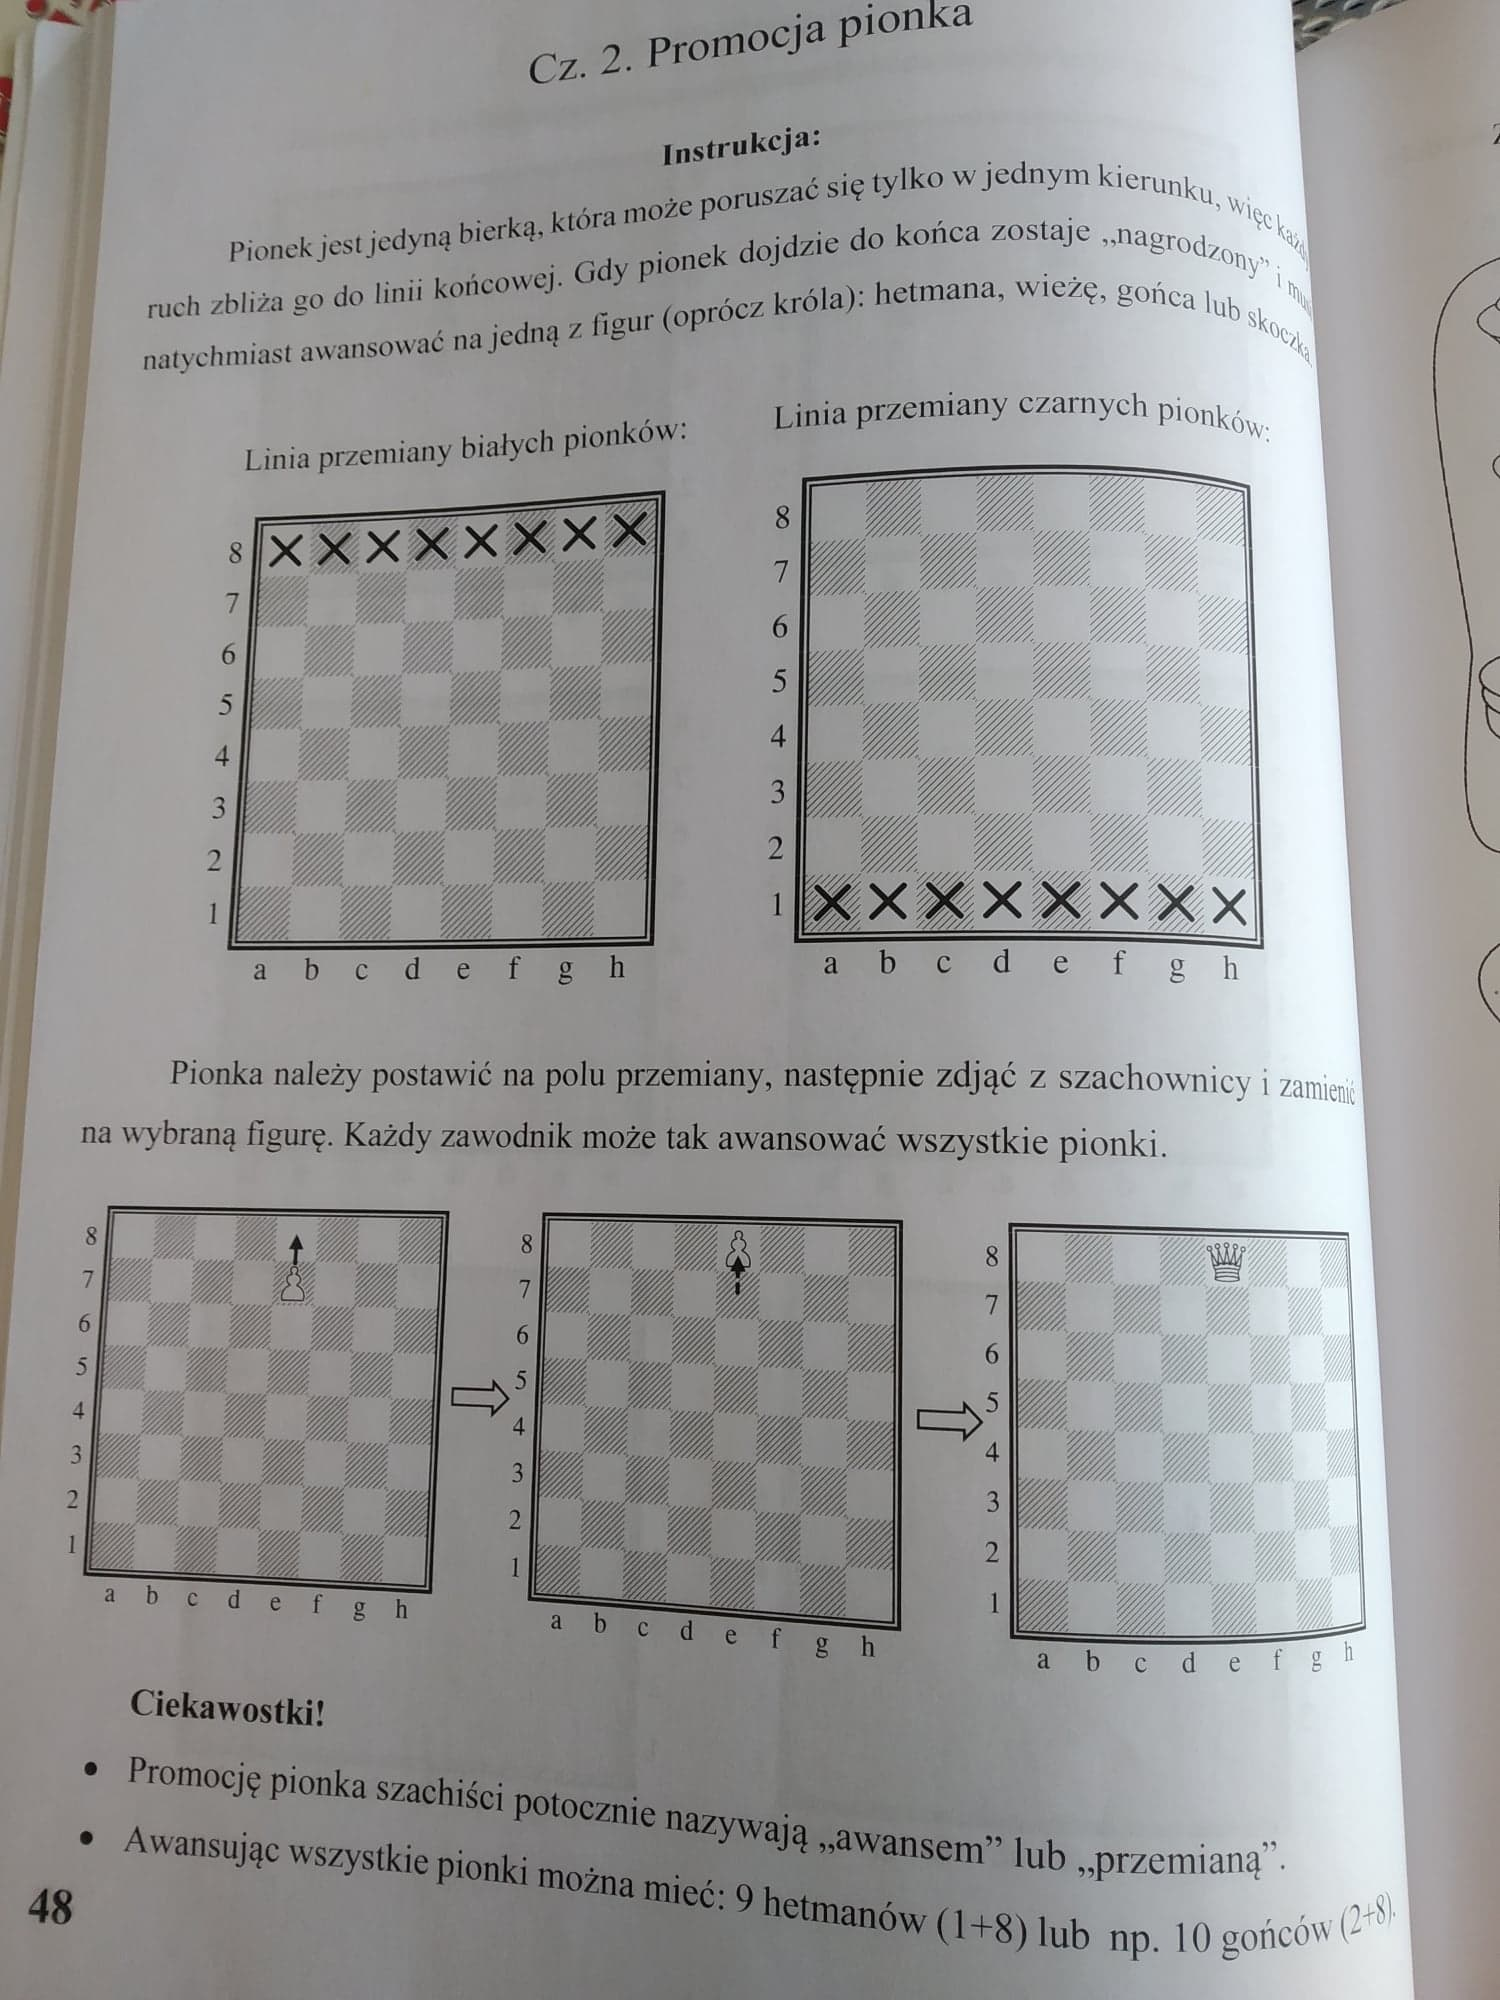 Cz. 2. Promocja pionka
Instrukcja:
Pionek jest jedyną bierką, która może poruszać się tylko w jednym kierunku, więc
ruch zbliża go do linii końcowej. Gdy pionek dojdzie do końca zostaje „nagrodzony” i
natychmiast awansować na jedną z figur (oprócz króla): hetmana, wieżę, gońca lub skoczka
Linia przemiany białych pionków:
Linia przemiany czarnych pionków:
8
7
6
5
4
3
2
1
a b c d e f g h
8
7
6
5
4
3
2
1
a b c d e f g h
Pionka należy postawić na polu przemiany, następnie zdjąć z szachownicy i zamienić
na wybraną figurę. Każdy zawodnik może tak awansować wszystkie pionki.
8
7
6
5
4
3
2
1
a b c d e f g h
8
7
6
5
4
3
2
1
a b c d e f g h
8
7
6
5
4
3
2
1
a b c d e f g h
Ciekawostki!
• Promocję pionka szachiści potocznie nazywają „awansem” lub „przemianą”.
• Awansując wszystkie pionki można mieć: 9 hetmanów (1+8) lub np. 10 gońców (2+8).
48